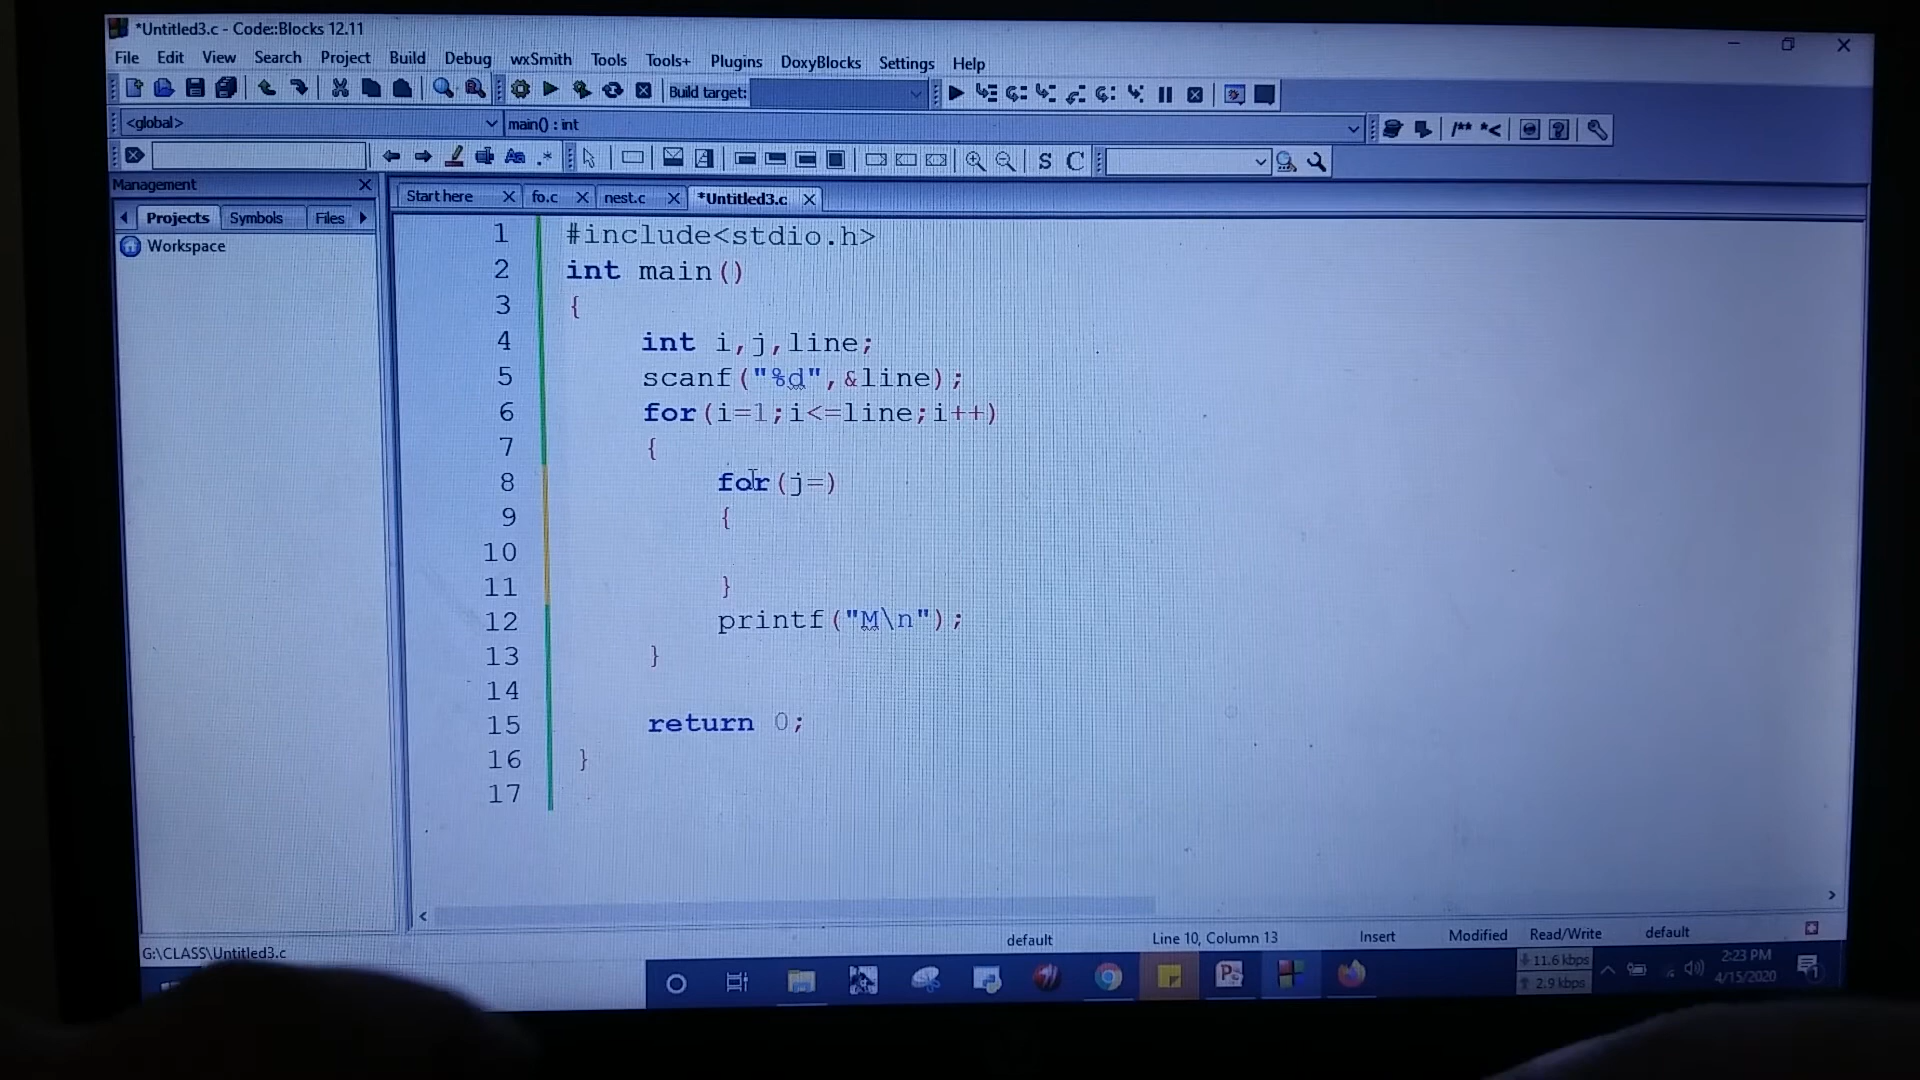 *Untitled3.c - Code::Blocks 12.11
File Edit View Search Project Build Debug wxSmith Tools Tools+ Plugins DoxyBlocks Settings Help
Build target:
<global> main() : int
/** *<
S C
Management
Start here fo.c nest.c *Untitled3.c
Projects Symbols Files
Workspace
1 #include<stdio.h>
2 int main()
3 {
4 int i,j,line;
5 scanf("%d",&line);
6 for(i=1;i<=line;i++)
7 {
8 for(j=)
9 {
10
11 }
12 printf("M\n");
13 }
14
15 return 0;
16 }
17
G:\CLASS\Untitled3.c default Line 10, Column 13 Insert Modified Read/Write default
11.6 kbps
2.9 kbps
2:23 PM
4/15/2020